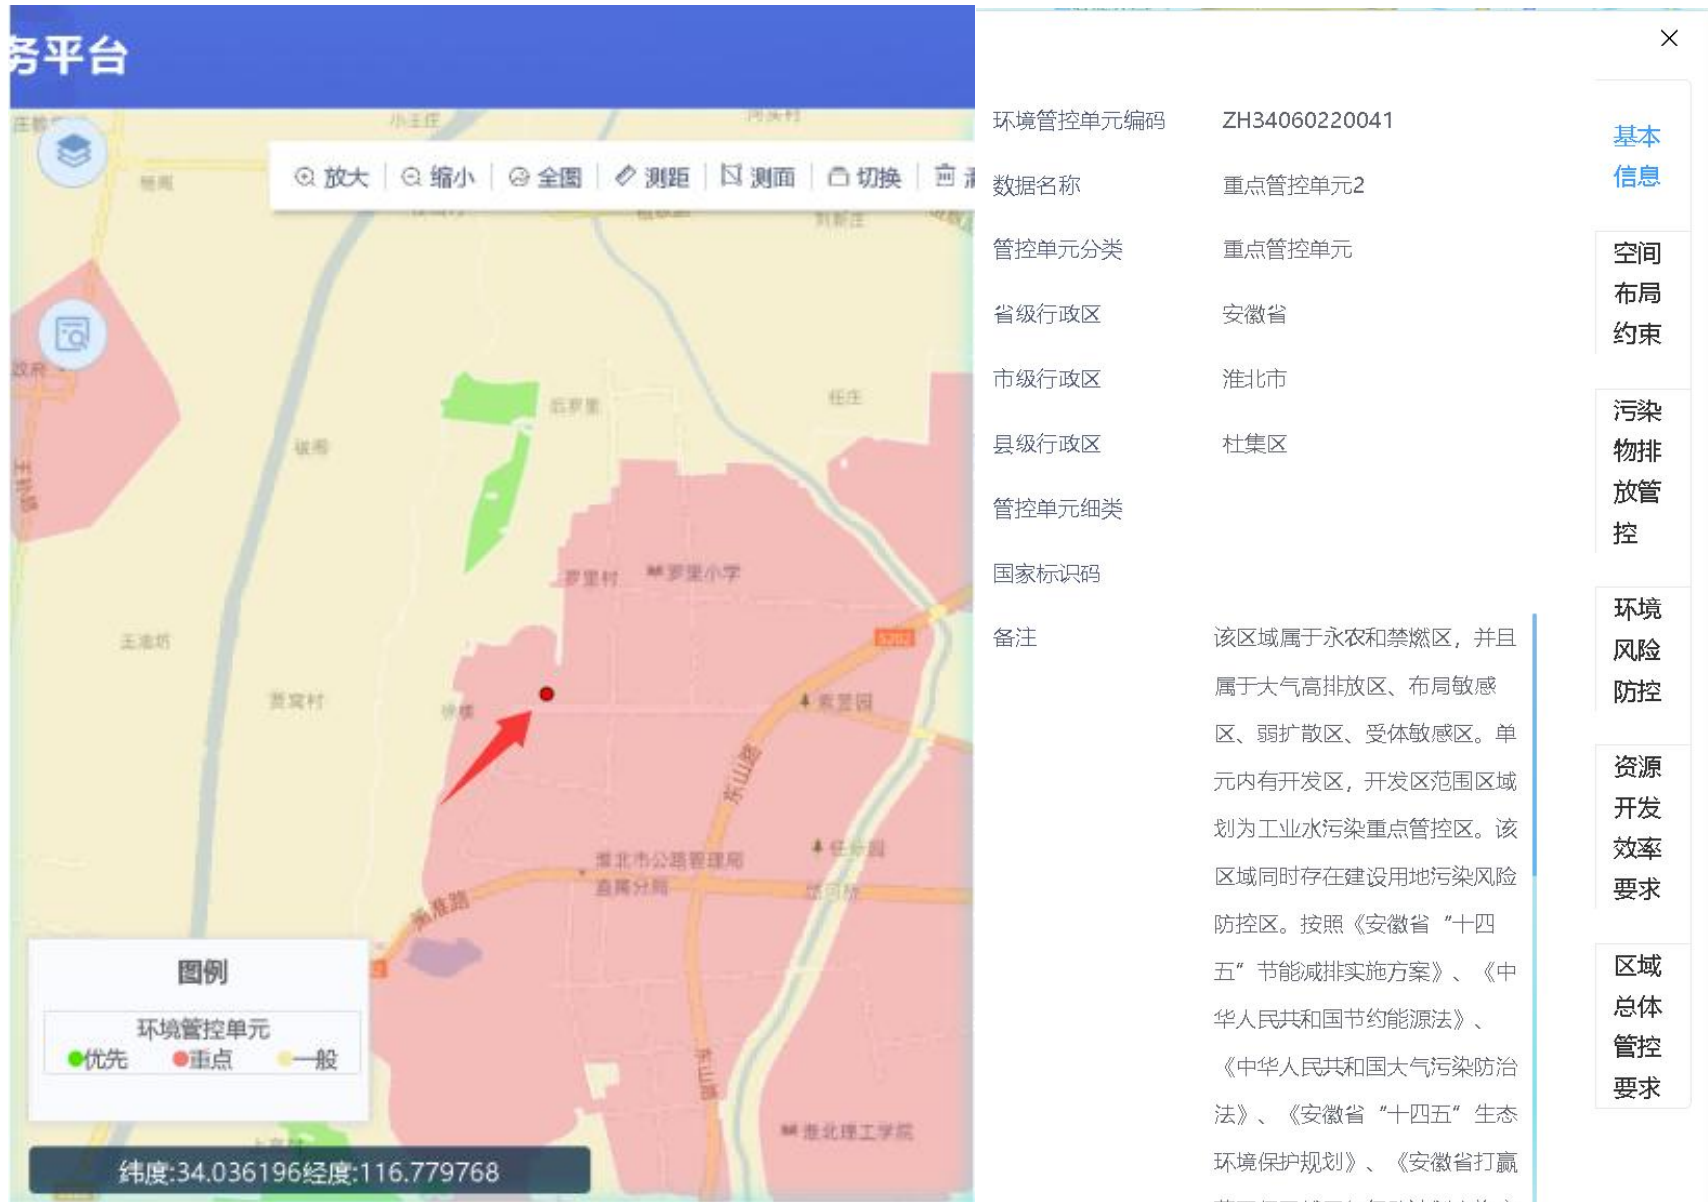 务平台
小王庄
放大
缩小
全图
测距
测面
切换
刘新庄
政府
后罗里
任庄
罗里村
罗里小学
王油坊
贾窝村
徐楼
S202
东山路
淮北市公路管理局
直属分局
东山路
淮北理工学院
图例
环境管控单元
优先
重点
一般
纬度:34.036196经度:116.779768
环境管控单元编码 ZH34060220041
数据名称 重点管控单元2
管控单元分类 重点管控单元
省级行政区 安徽省
市级行政区 淮北市
县级行政区 杜集区
管控单元细类
国家标识码
备注
该区域属于永农和禁燃区，并且
属于大气高排放区、布局敏感
区、弱扩散区、受体敏感区。单
元内有开发区，开发区范围区域
划为工业水污染重点管控区。该
区域同时存在建设用地污染风险
防控区。按照《安徽省“十四
五”节能减排实施方案》、《中
华人民共和国节约能源法》、
《中华人民共和国大气污染防治
法》、《安徽省“十四五”生态
环境保护规划》、《安徽省打赢
基本
信息
空间
布局
约束
污染
物排
放管
控
环境
风险
防控
资源
开发
效率
要求
区域
总体
管控
要求